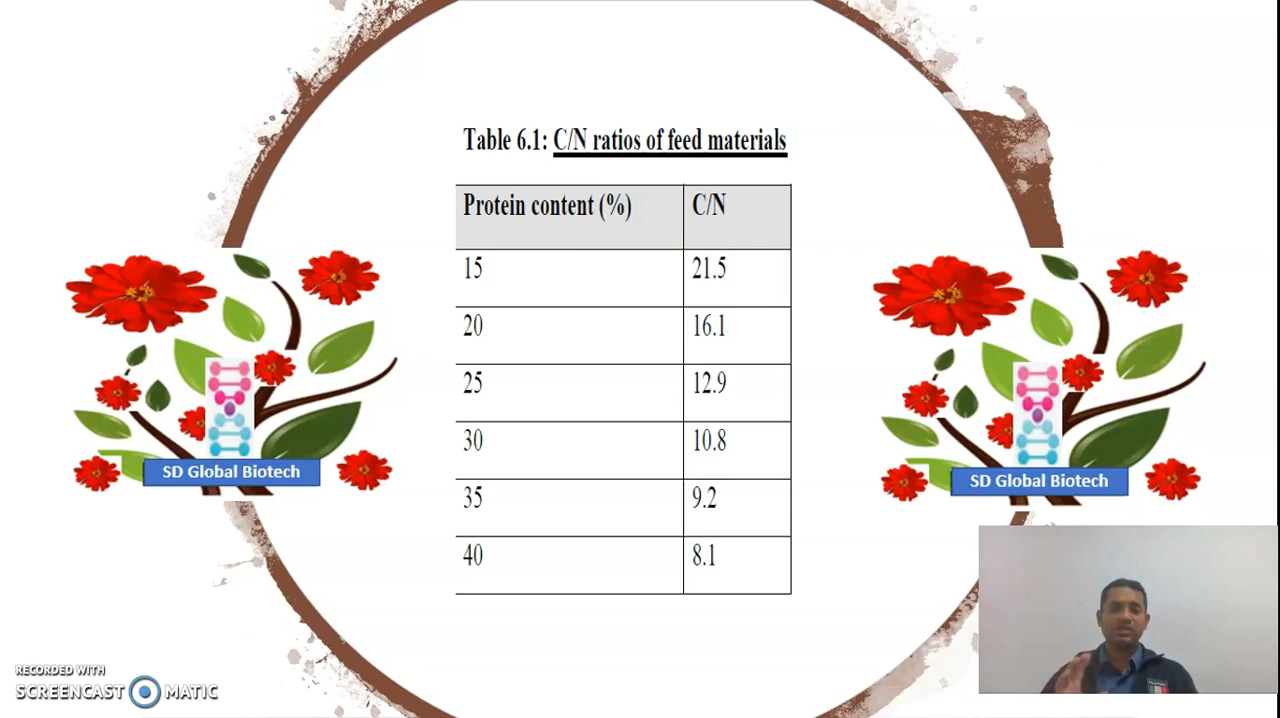 Table 6.1: C/N ratios of feed materials
Protein content (%) C/N
15 21.5
20 16.1
25 12.9
30 10.8
35 9.2
40 8.1
SD Global Biotech
SD Global Biotech
RECORDED WITH
SCREENCAST MATIC